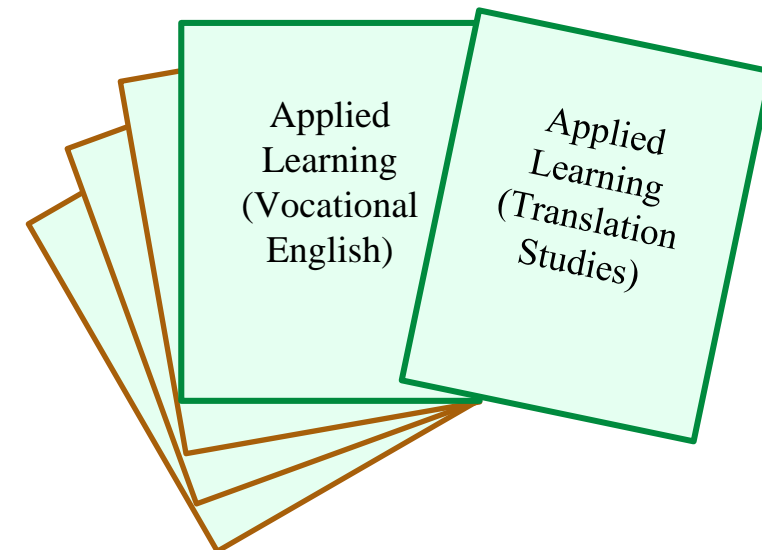 Applied
Learning
(Vocational
English)
Applied
Learning
(Translation
Studies)